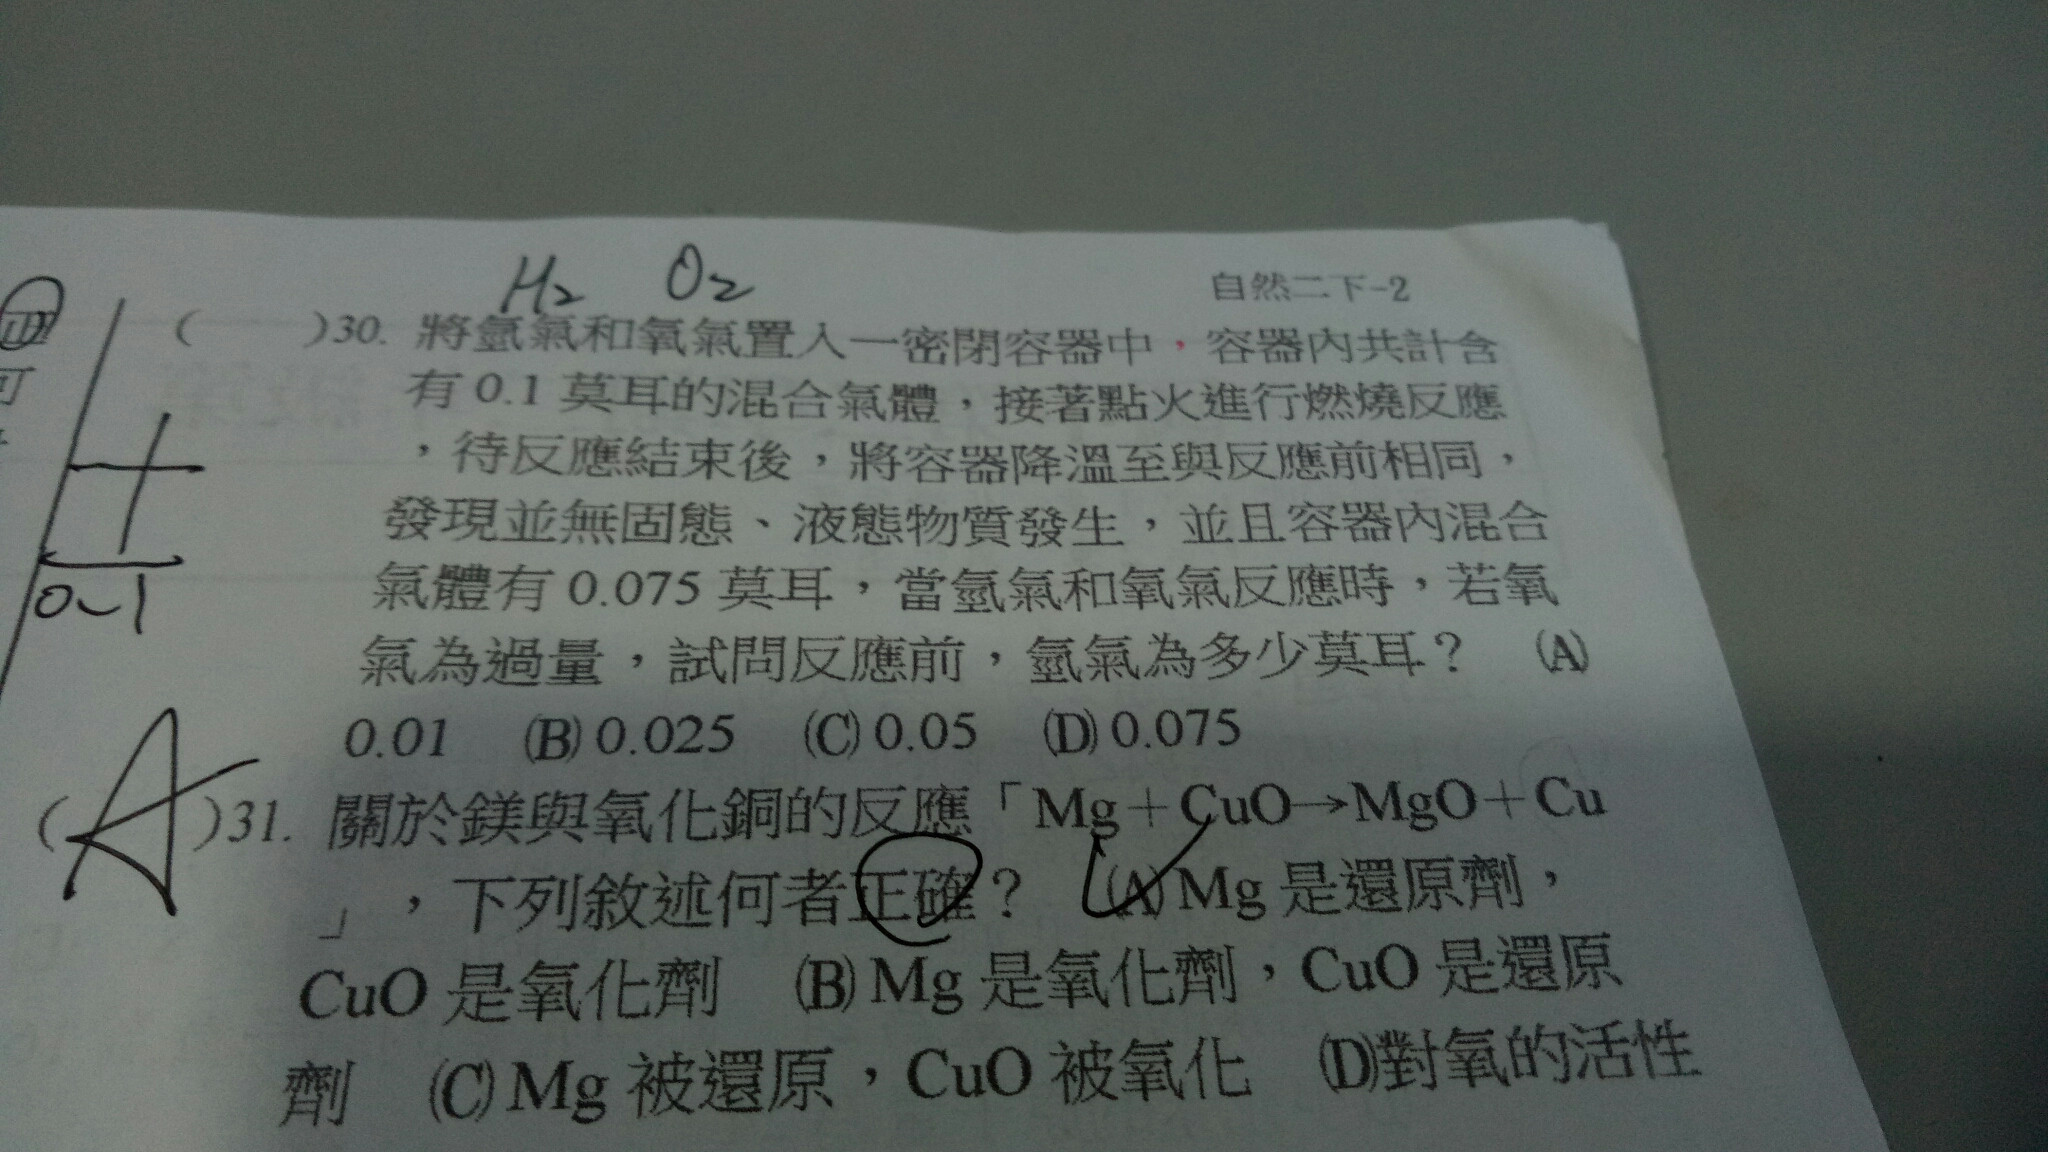 H₂ O₂
自然二下-2
( )30. 將氫氣和氧氣置入一密閉容器中，容器內共計含
有 0.1 莫耳的混合氣體，接著點火進行燃燒反應
，待反應結束後，將容器降溫至與反應前相同，
發現並無固態、液態物質發生，並且容器內混合
氣體有 0.075 莫耳，當氫氣和氧氣反應時，若氧
氣為過量，試問反應前，氫氣為多少莫耳？ (A)
0.01 (B) 0.025 (C) 0.05 (D) 0.075
(A)31. 關於鎂與氧化銅的反應「Mg＋CuO→MgO＋Cu
」，下列敘述何者正確？ (A) Mg 是還原劑，
CuO 是氧化劑 (B) Mg 是氧化劑，CuO 是還原
劑 (C) Mg 被還原，CuO 被氧化 (D)對氧的活性
可
0.1